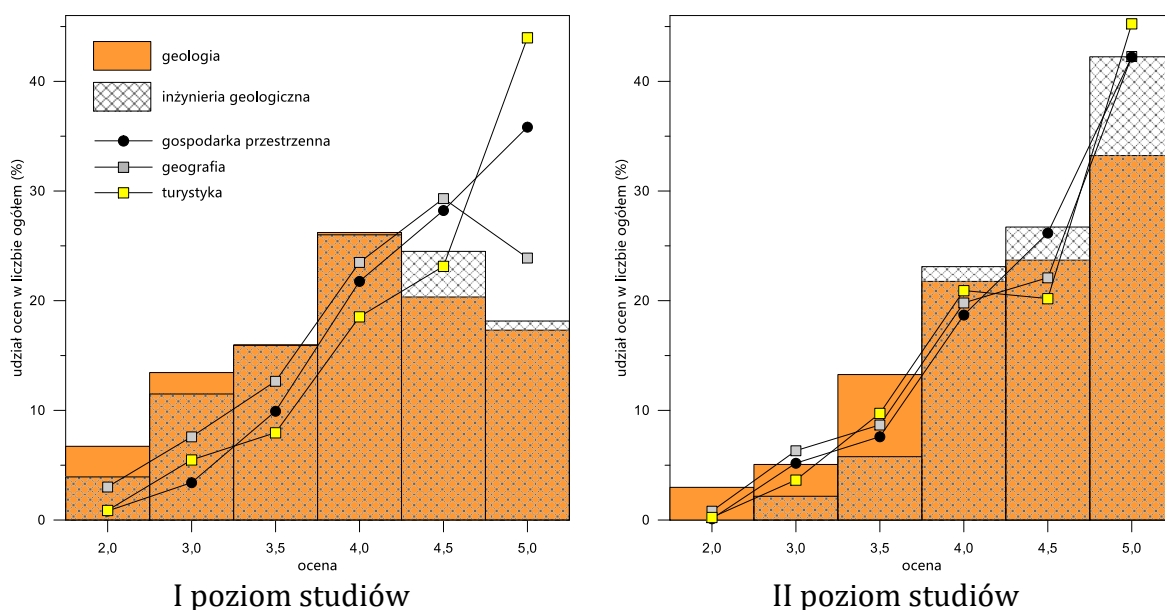 geologia
inżynieria geologiczna
gospodarka przestrzenna
geografia
turystyka
udział ocen w liczbie ogółem (%)
40
30
20
10
0
2,0 3,0 3,5 4,0 4,5 5,0
ocena
I poziom studiów
udział ocen w liczbie ogółem (%)
40
30
20
10
0
2,0 3,0 3,5 4,0 4,5 5,0
ocena
II poziom studiów